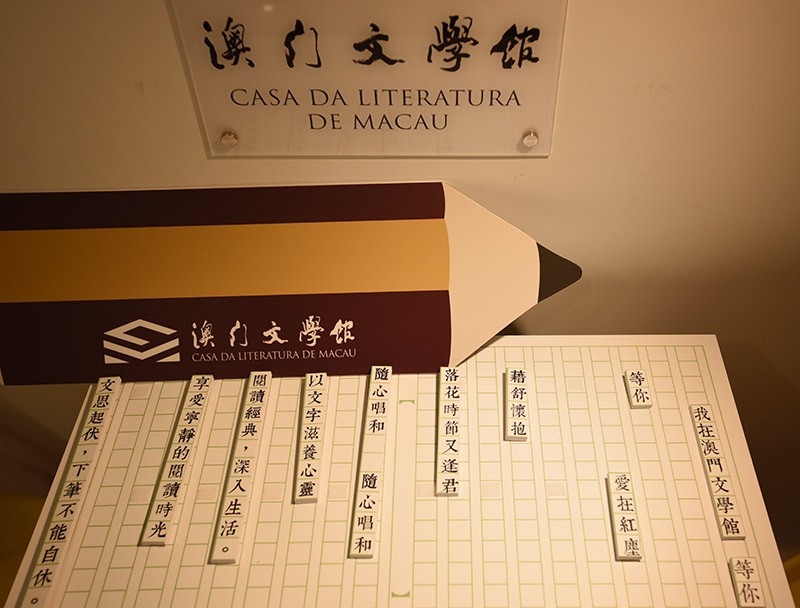 澳門文學館
CASA DA LITERATURA
DE MACAU
澳門文學館
CASA DA LITERATURA DE MACAU
我在澳門文學館
等你
等你
愛在紅塵
藉舒懷抱
落花時節又逢君
隨心唱和
隨心唱和
以文字滋養心靈
閱讀經典，深入生活。
享受寧靜的閱讀時光
文思起伏，下筆不能自休。